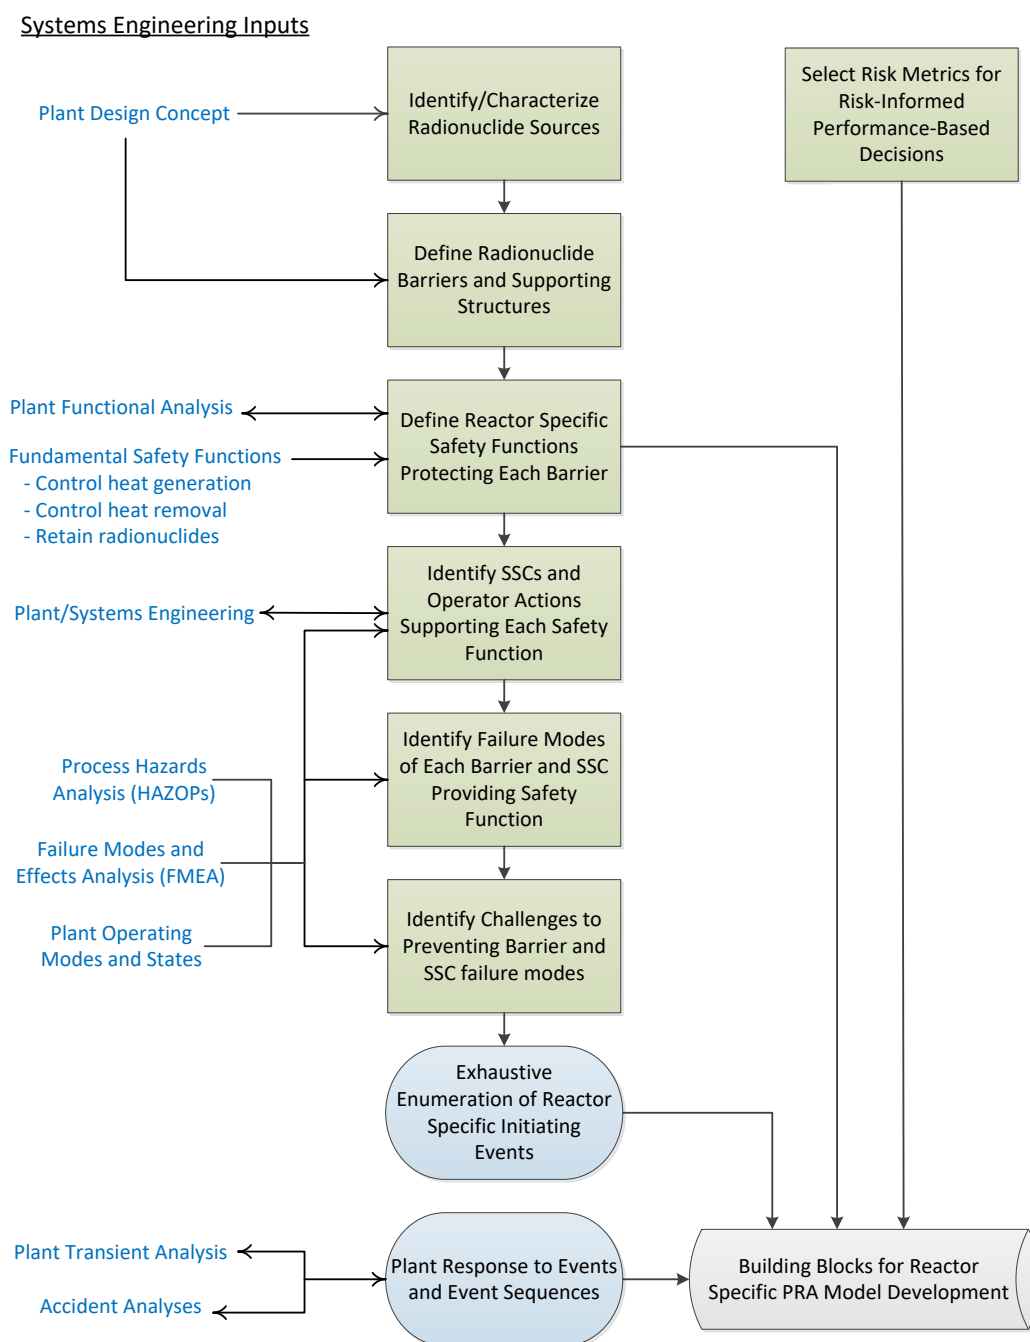 Systems Engineering Inputs
Identify/Characterize
Radionuclide Sources
Select Risk Metrics for
Risk-Informed
Performance-Based
Decisions
Plant Design Concept
Define Radionuclide
Barriers and Supporting
Structures
Plant Functional Analysis
Fundamental Safety Functions
- Control heat generation
- Control heat removal
- Retain radionuclides
Define Reactor Specific
Safety Functions
Protecting Each Barrier
Plant/Systems Engineering
Identify SSCs and
Operator Actions
Supporting Each Safety
Function
Process Hazards
Analysis (HAZOPs)
Identify Failure Modes
of Each Barrier and SSC
Providing Safety
Function
Failure Modes and
Effects Analysis (FMEA)
Plant Operating
Modes and States
Identify Challenges to
Preventing Barrier and
SSC failure modes
Exhaustive
Enumeration of Reactor
Specific Initiating
Events
Plant Transient Analysis
Accident Analyses
Plant Response to Events
and Event Sequences
Building Blocks for Reactor
Specific PRA Model Development